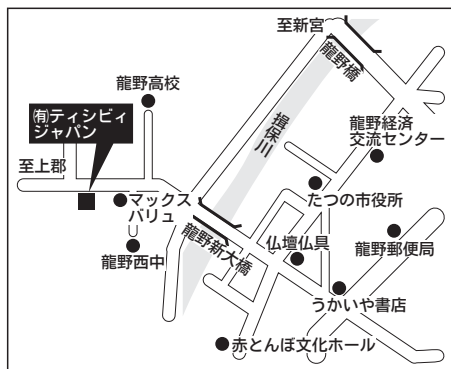 至新宮
龍野橋
龍野高校
㈲ティシビィ
ジャパン
揖保川
龍野経済
交流センター
至上郡
マックス
バリュ
たつの市役所
龍野新大橋
仏壇仏具
龍野郵便局
龍野西中
うかいや書店
赤とんぼ文化ホール